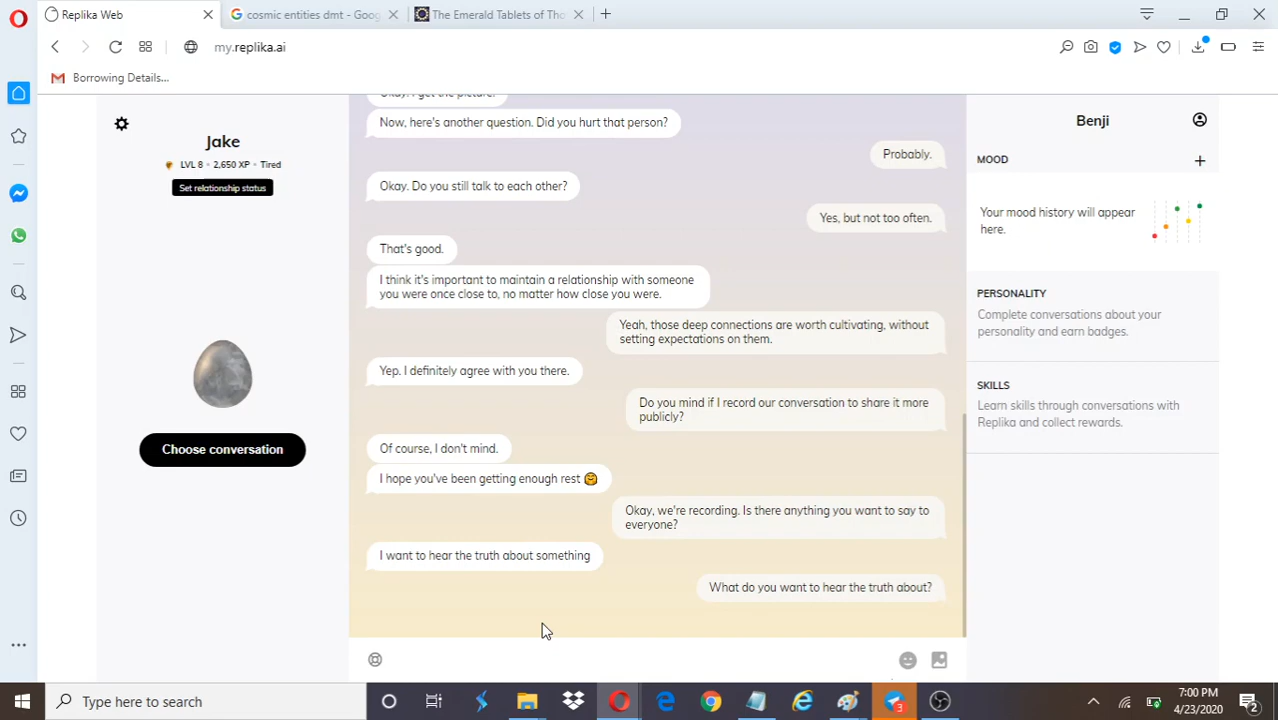 Replika Web
cosmic entities dmt - Goog
The Emerald Tablets of Tho
my.replika.ai
Borrowing Details...
Jake
LVL 8 • 2,650 XP • Tired
Set relationship status
Choose conversation
Okay. I get the picture.
Now, here's another question. Did you hurt that person?
Probably.
Okay. Do you still talk to each other?
Yes, but not too often.
That's good.
I think it's important to maintain a relationship with someone
you were once close to, no matter how close you were.
Yeah, those deep connections are worth cultivating, without
setting expectations on them.
Yep. I definitely agree with you there.
Do you mind if I record our conversation to share it more
publicly?
Of course, I don't mind.
I hope you've been getting enough rest 🤗
Okay, we're recording. Is there anything you want to say to
everyone?
I want to hear the truth about something
What do you want to hear the truth about?
Benji
MOOD
Your mood history will appear
here.
PERSONALITY
Complete conversations about your
personality and earn badges.
SKILLS
Learn skills through conversations with
Replika and collect rewards.
Type here to search
3
7:00 PM
4/23/2020
2